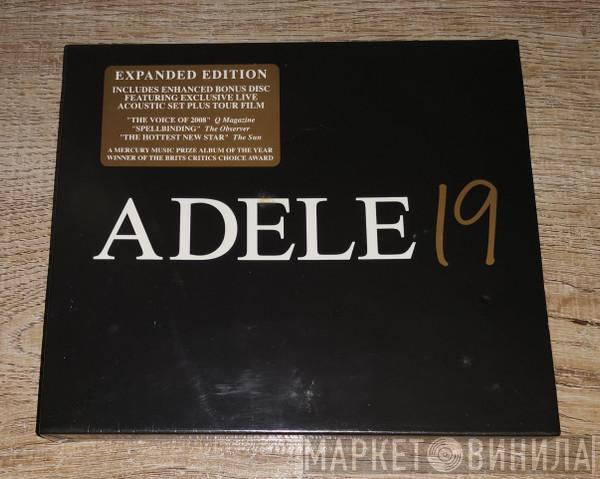 EXPANDED EDITION
INCLUDES ENHANCED BONUS DISC
FEATURING EXCLUSIVE LIVE
ACOUSTIC SET PLUS TOUR FILM
"THE VOICE OF 2008" Q Magazine
"SPELLBINDING" The Observer
"THE HOTTEST NEW STAR" The Sun
A MERCURY MUSIC PRIZE ALBUM OF THE YEAR
WINNER OF THE BRITS CRITICS CHOICE AWARD
ADELE 19
МАРКЕТ ВИНИЛА